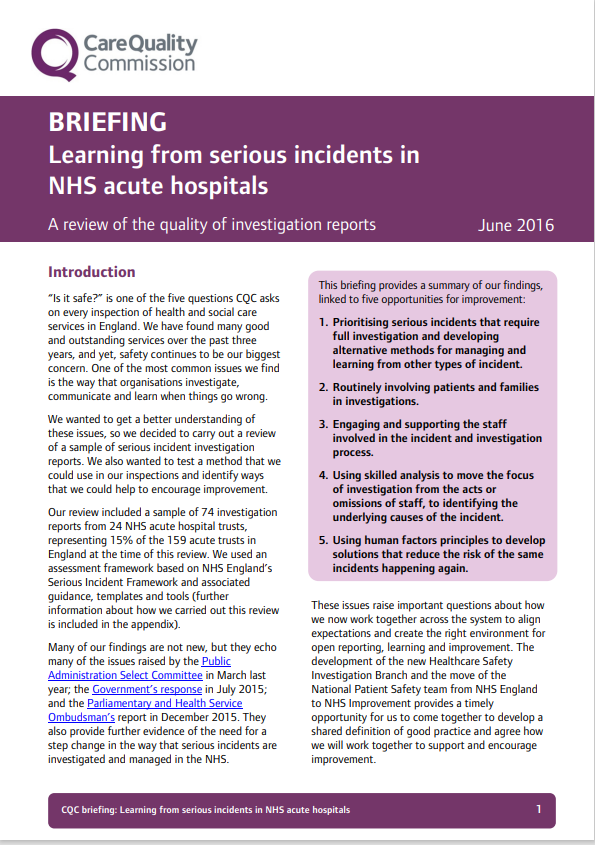 CareQuality
Commission
BRIEFING
Learning from serious incidents in
NHS acute hospitals
A review of the quality of investigation reports
June 2016
Introduction
“Is it safe?” is one of the five questions CQC asks
on every inspection of health and social care
services in England. We have found many good
and outstanding services over the past three
years, and yet, safety continues to be our biggest
concern. One of the most common issues we find
is the way that organisations investigate,
communicate and learn when things go wrong.
We wanted to get a better understanding of
these issues, so we decided to carry out a review
of a sample of serious incident investigation
reports. We also wanted to test a method that we
could use in our inspections and identify ways
that we could help to encourage improvement.
Our review included a sample of 74 investigation
reports from 24 NHS acute hospital trusts,
representing 15% of the 159 acute trusts in
England at the time of this review. We used an
assessment framework based on NHS England’s
Serious Incident Framework and associated
guidance, templates and tools (further
information about how we carried out this review
is included in the appendix).
Many of our findings are not new, but they echo
many of the issues raised by the Public
Administration Select Committee in March last
year; the Government’s response in July 2015;
and the Parliamentary and Health Service
Ombudsman’s report in December 2015. They
also provide further evidence of the need for a
step change in the way that serious incidents are
investigated and managed in the NHS.
This briefing provides a summary of our findings,
linked to five opportunities for improvement:
1. Prioritising serious incidents that require
full investigation and developing
alternative methods for managing and
learning from other types of incident.
2. Routinely involving patients and families
in investigations.
3. Engaging and supporting the staff
involved in the incident and investigation
process.
4. Using skilled analysis to move the focus
of investigation from the acts or
omissions of staff, to identifying the
underlying causes of the incident.
5. Using human factors principles to develop
solutions that reduce the risk of the same
incidents happening again.
These issues raise important questions about how
we now work together across the system to align
expectations and create the right environment for
open reporting, learning and improvement. The
development of the new Healthcare Safety
Investigation Branch and the move of the
National Patient Safety team from NHS England
to NHS Improvement provides a timely
opportunity for us to come together to develop a
shared definition of good practice and agree how
we will work together to support and encourage
improvement.
CQC briefing: Learning from serious incidents in NHS acute hospitals
1